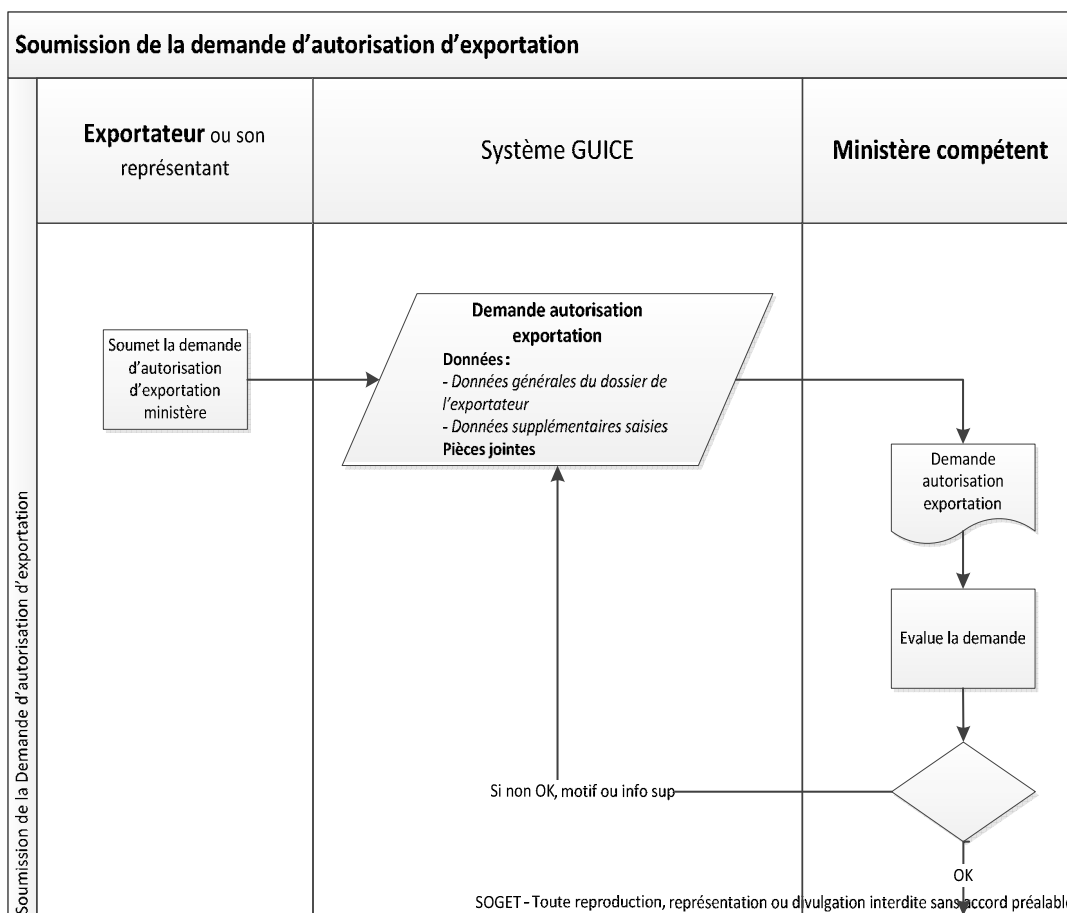 Soumission de la demande d'autorisation d'exportation
Exportateur ou son
représentant
Système GUICE
Ministère compétent
Soumission de la Demande d'autorisation d'exportation
Soumet la demande
d'autorisation
d'exportation
ministère
Demande autorisation
exportation
Données :
- Données générales du dossier de
l'exportateur
- Données supplémentaires saisies
Pièces jointes
Demande
autorisation
exportation
Evalue la demande
Si non OK, motif ou info sup
OK
SOGET - Toute reproduction, représentation ou divulgation interdite sans accord préalable